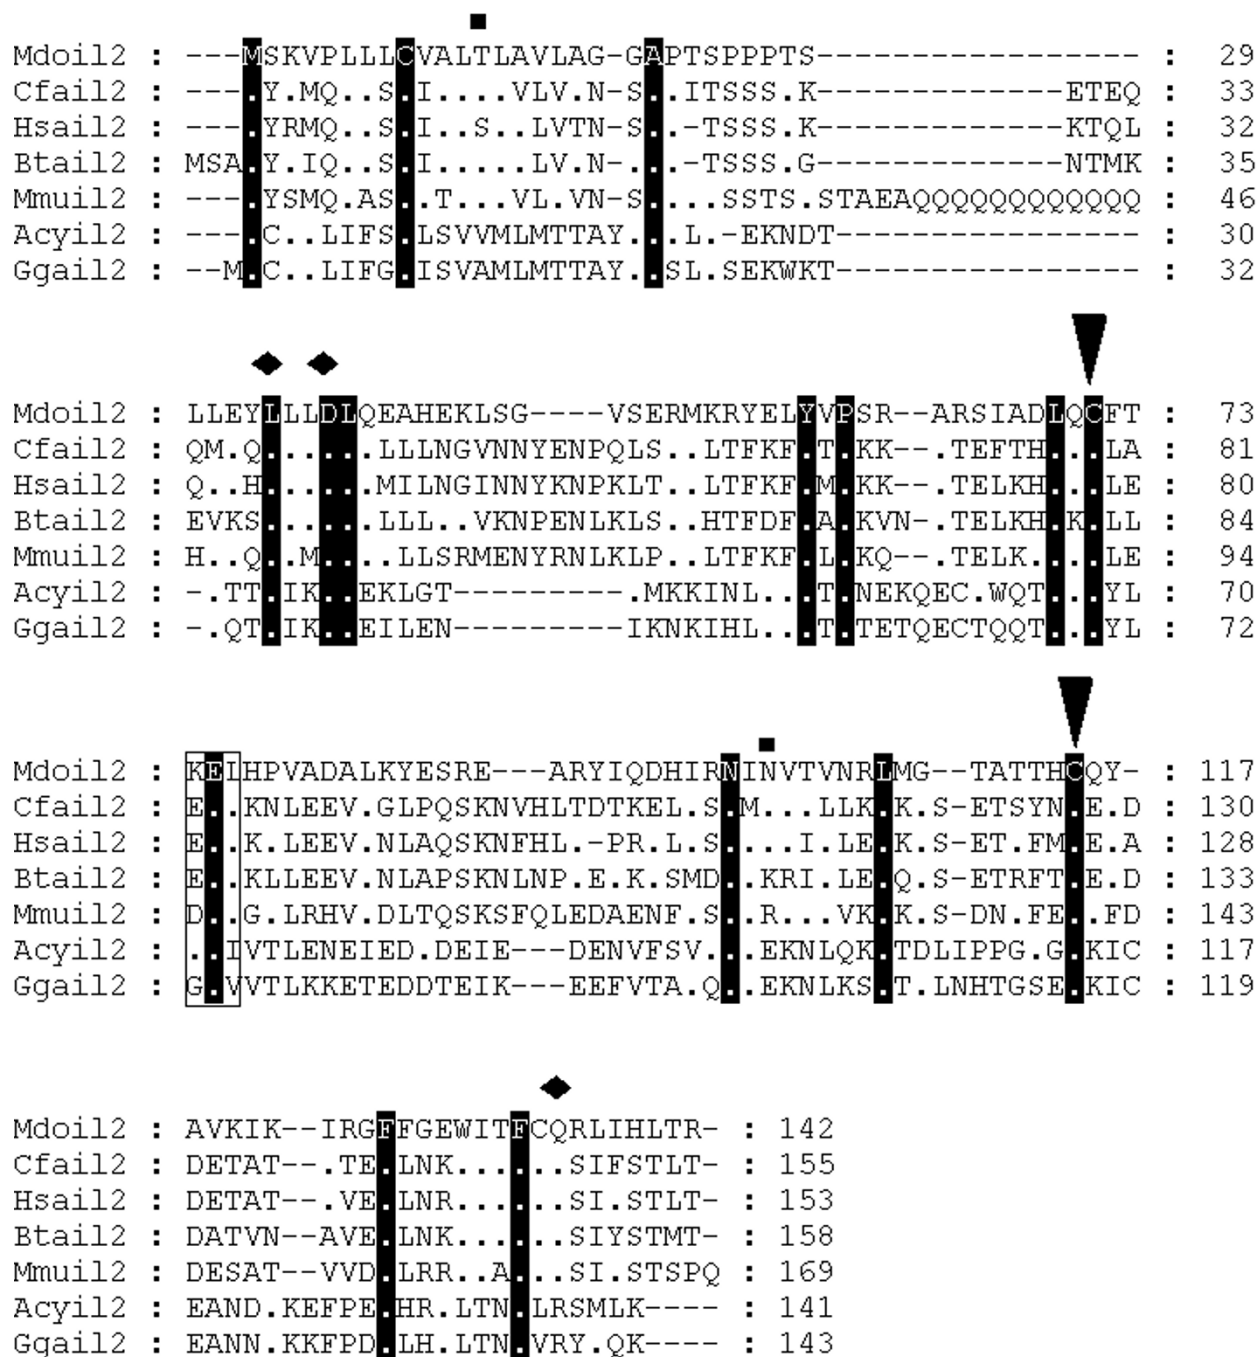 Mdoil2 : ---MSKVPLLLCVALTLAVLAG-GAPTSPPPTS----------------- : 29
Cfail2 : ---.Y.MQ..S.I....VLV.N-S..ITSSS.K-------------ETEQ : 33
Hsail2 : ---.YRMQ..S.I..S..LVTN-S..-TSSS.K-------------KTQL : 32
Btail2 : MSA.Y.IQ..S.I.....LV.N-..-TSSS.G-------------NTMK : 35
Mmuil2 : ---.YSMQ.AS..T...VL.VN-S....SSTS.STAEAQQQQQQQQQQQQ : 46
Acyil2 : ---.C..LIFS.LSVVMLMTTAY...L.-EKNDT---------------- : 30
Ggail2 : --M.C..LIFG.ISVAMLMTTAY..SL.SEKWKT---------------- : 32
Mdoil2 : LLEYLLLDLQEAHEKLSG----VSERMKRYELYVPSR--ARSIADLQCFT : 73
Cfail2 : QM.Q.....LLLNGVNNYENPQLS..LTFKF.T.KK--.TEFTH...LA : 81
Hsail2 : Q..H.....MILNGINNYKNPKLT..LTFKF.M.KK--.TELKH...LE : 80
Btail2 : EVKS.....LLL..VKNPENLKLS..HTFDF.A.KVN-.TELKH.K.LL : 84
Mmuil2 : H..Q..M...LLSRMENYRNLKLP..LTFKF.L.KQ--.TELK.....LE : 94
Acyil2 : -.TT.IK..EKLGT---------.MKKINL...T.NEKQEC.WQT...YL : 70
Ggail2 : -.QT.IK..EILEN---------IKNKIHL...T.TETQECTQQT...YL : 72
Mdoil2 : KELHPVADALKYESRE---ARYIQDHIRNINVTVNRLMG--TATTHCQY- : 117
Cfail2 : E..KNLEEV.GLPQSKNVHLTDTKEL.S.M...LLK.K.S-ETSYN.E.D : 130
Hsail2 : E..K.LEEV.NLAQSKNFHL.-PR.L.S....I.LE.K.S-ET.FM.E.A : 128
Btail2 : E..KLLEEV.NLAPSKNLNP.E.K.SMD..KRI.LE.Q.S-ETRFT.E.D : 133
Mmuil2 : D..G.LRHV.DLTQSKSFQLEDAENF.S..R...VK.K.S-DN.FE..FD : 143
Acyil2 : ..IVTLENEIED.DEIE---DENVFSV...EKNLQK.TDLIPPG.G.KIC : 117
Ggail2 : G.VVTLKKETEDDTEIK---EEFVTA.Q..EKNLKS.T.LNHTGSE.KIC : 119
Mdoil2 : AVKIK--IRGFFGEWITFCQRLIHLTR- : 142
Cfail2 : DETAT--.TE.LNK......SIFSTLT- : 155
Hsail2 : DETAT--.VE.LNR......SI.STLT- : 153
Btail2 : DATVN--AVE.LNK......SIYSTMT- : 158
Mmuil2 : DESAT--VVD.LRR..A...SI.STSPQ : 169
Acyil2 : EAND.KEFPE.HR.LTN.LRSMLK---- : 141
Ggail2 : EANN.KKFPD.LH.LTN.VRY.QK---- : 143